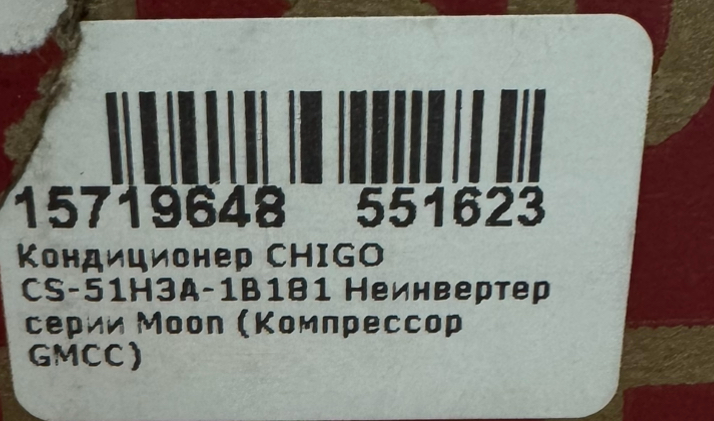 15719648 551623
Кондиционер CHIGO
CS-51H3A-1B181 Неинвертер
серии Moon (Компрессор
GMCC)